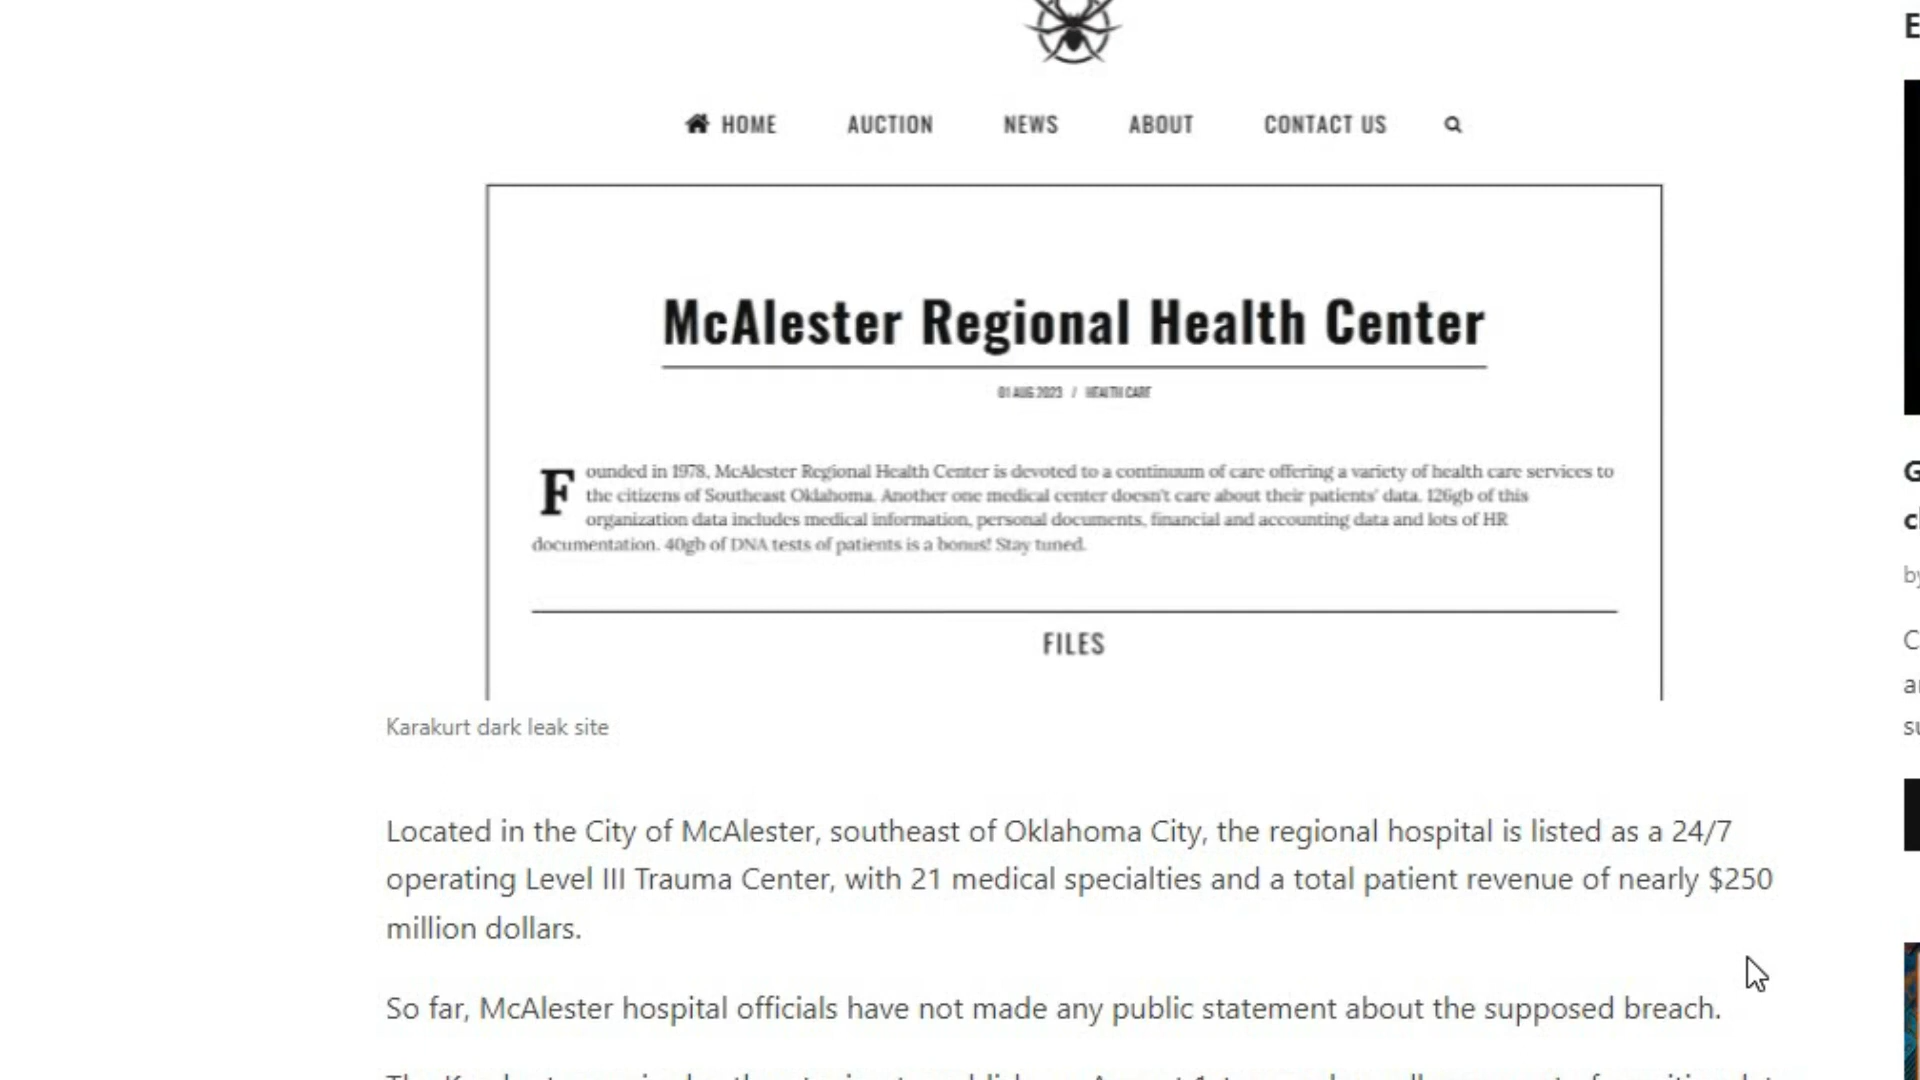 HOME AUCTION NEWS ABOUT CONTACT US
McAlester Regional Health Center
01 AUG 2023 / HEALTH CARE
Founded in 1978, McAlester Regional Health Center is devoted to a continuum of care offering a variety of health care services to
the citizens of Southeast Oklahoma. Another one medical center doesn't care about their patients' data. 126gb of this
organization data includes medical information, personal documents, financial and accounting data and lots of HR
documentation. 40gb of DNA tests of patients is a bonus! Stay tuned.
FILES
Karakurt dark leak site
Located in the City of McAlester, southeast of Oklahoma City, the regional hospital is listed as a 24/7
operating Level III Trauma Center, with 21 medical specialties and a total patient revenue of nearly $250
million dollars.
So far, McAlester hospital officials have not made any public statement about the supposed breach.